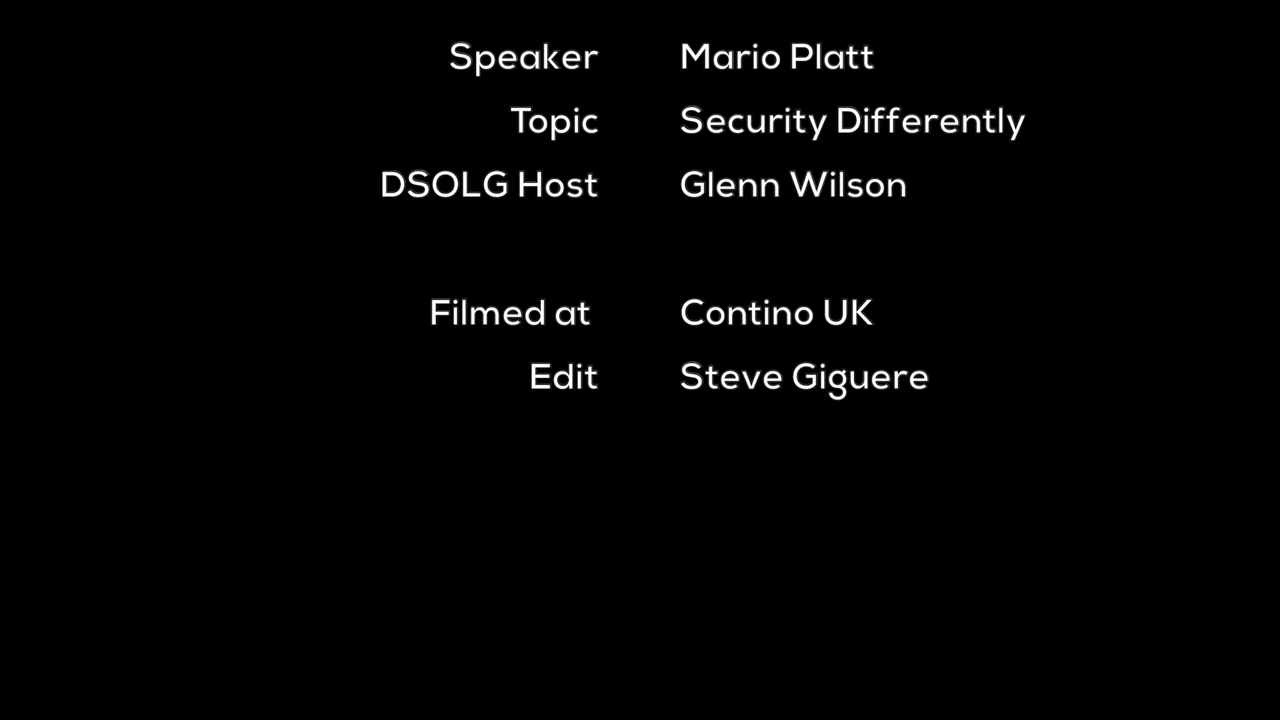 Speaker Mario Platt
Topic Security Differently
DSOLG Host Glenn Wilson
Filmed at Contino UK
Edit Steve Giguere